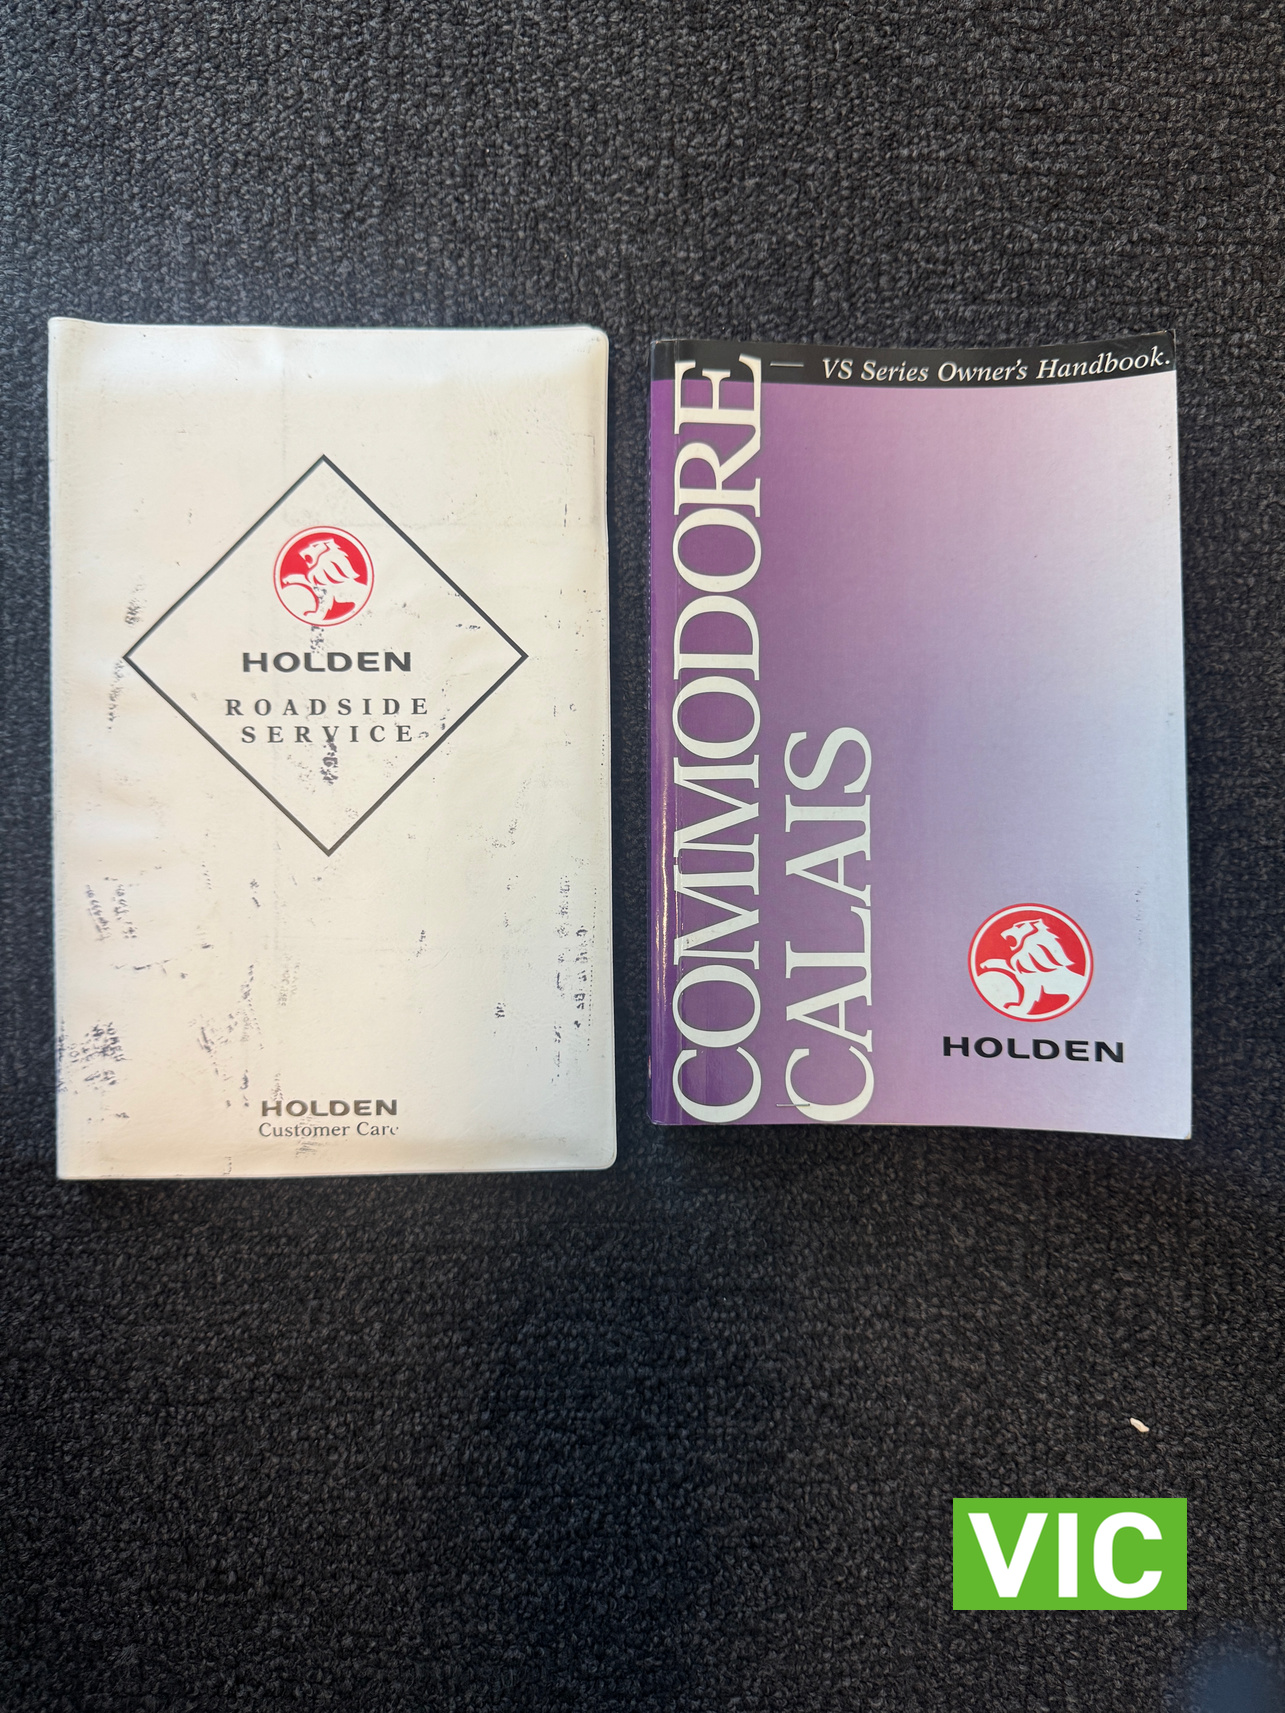 HOLDEN
ROADSIDE
SERVICE
HOLDEN
Customer Care
VS Series Owner's Handbook.
COMMODORE
CALAIS
HOLDEN
VIC